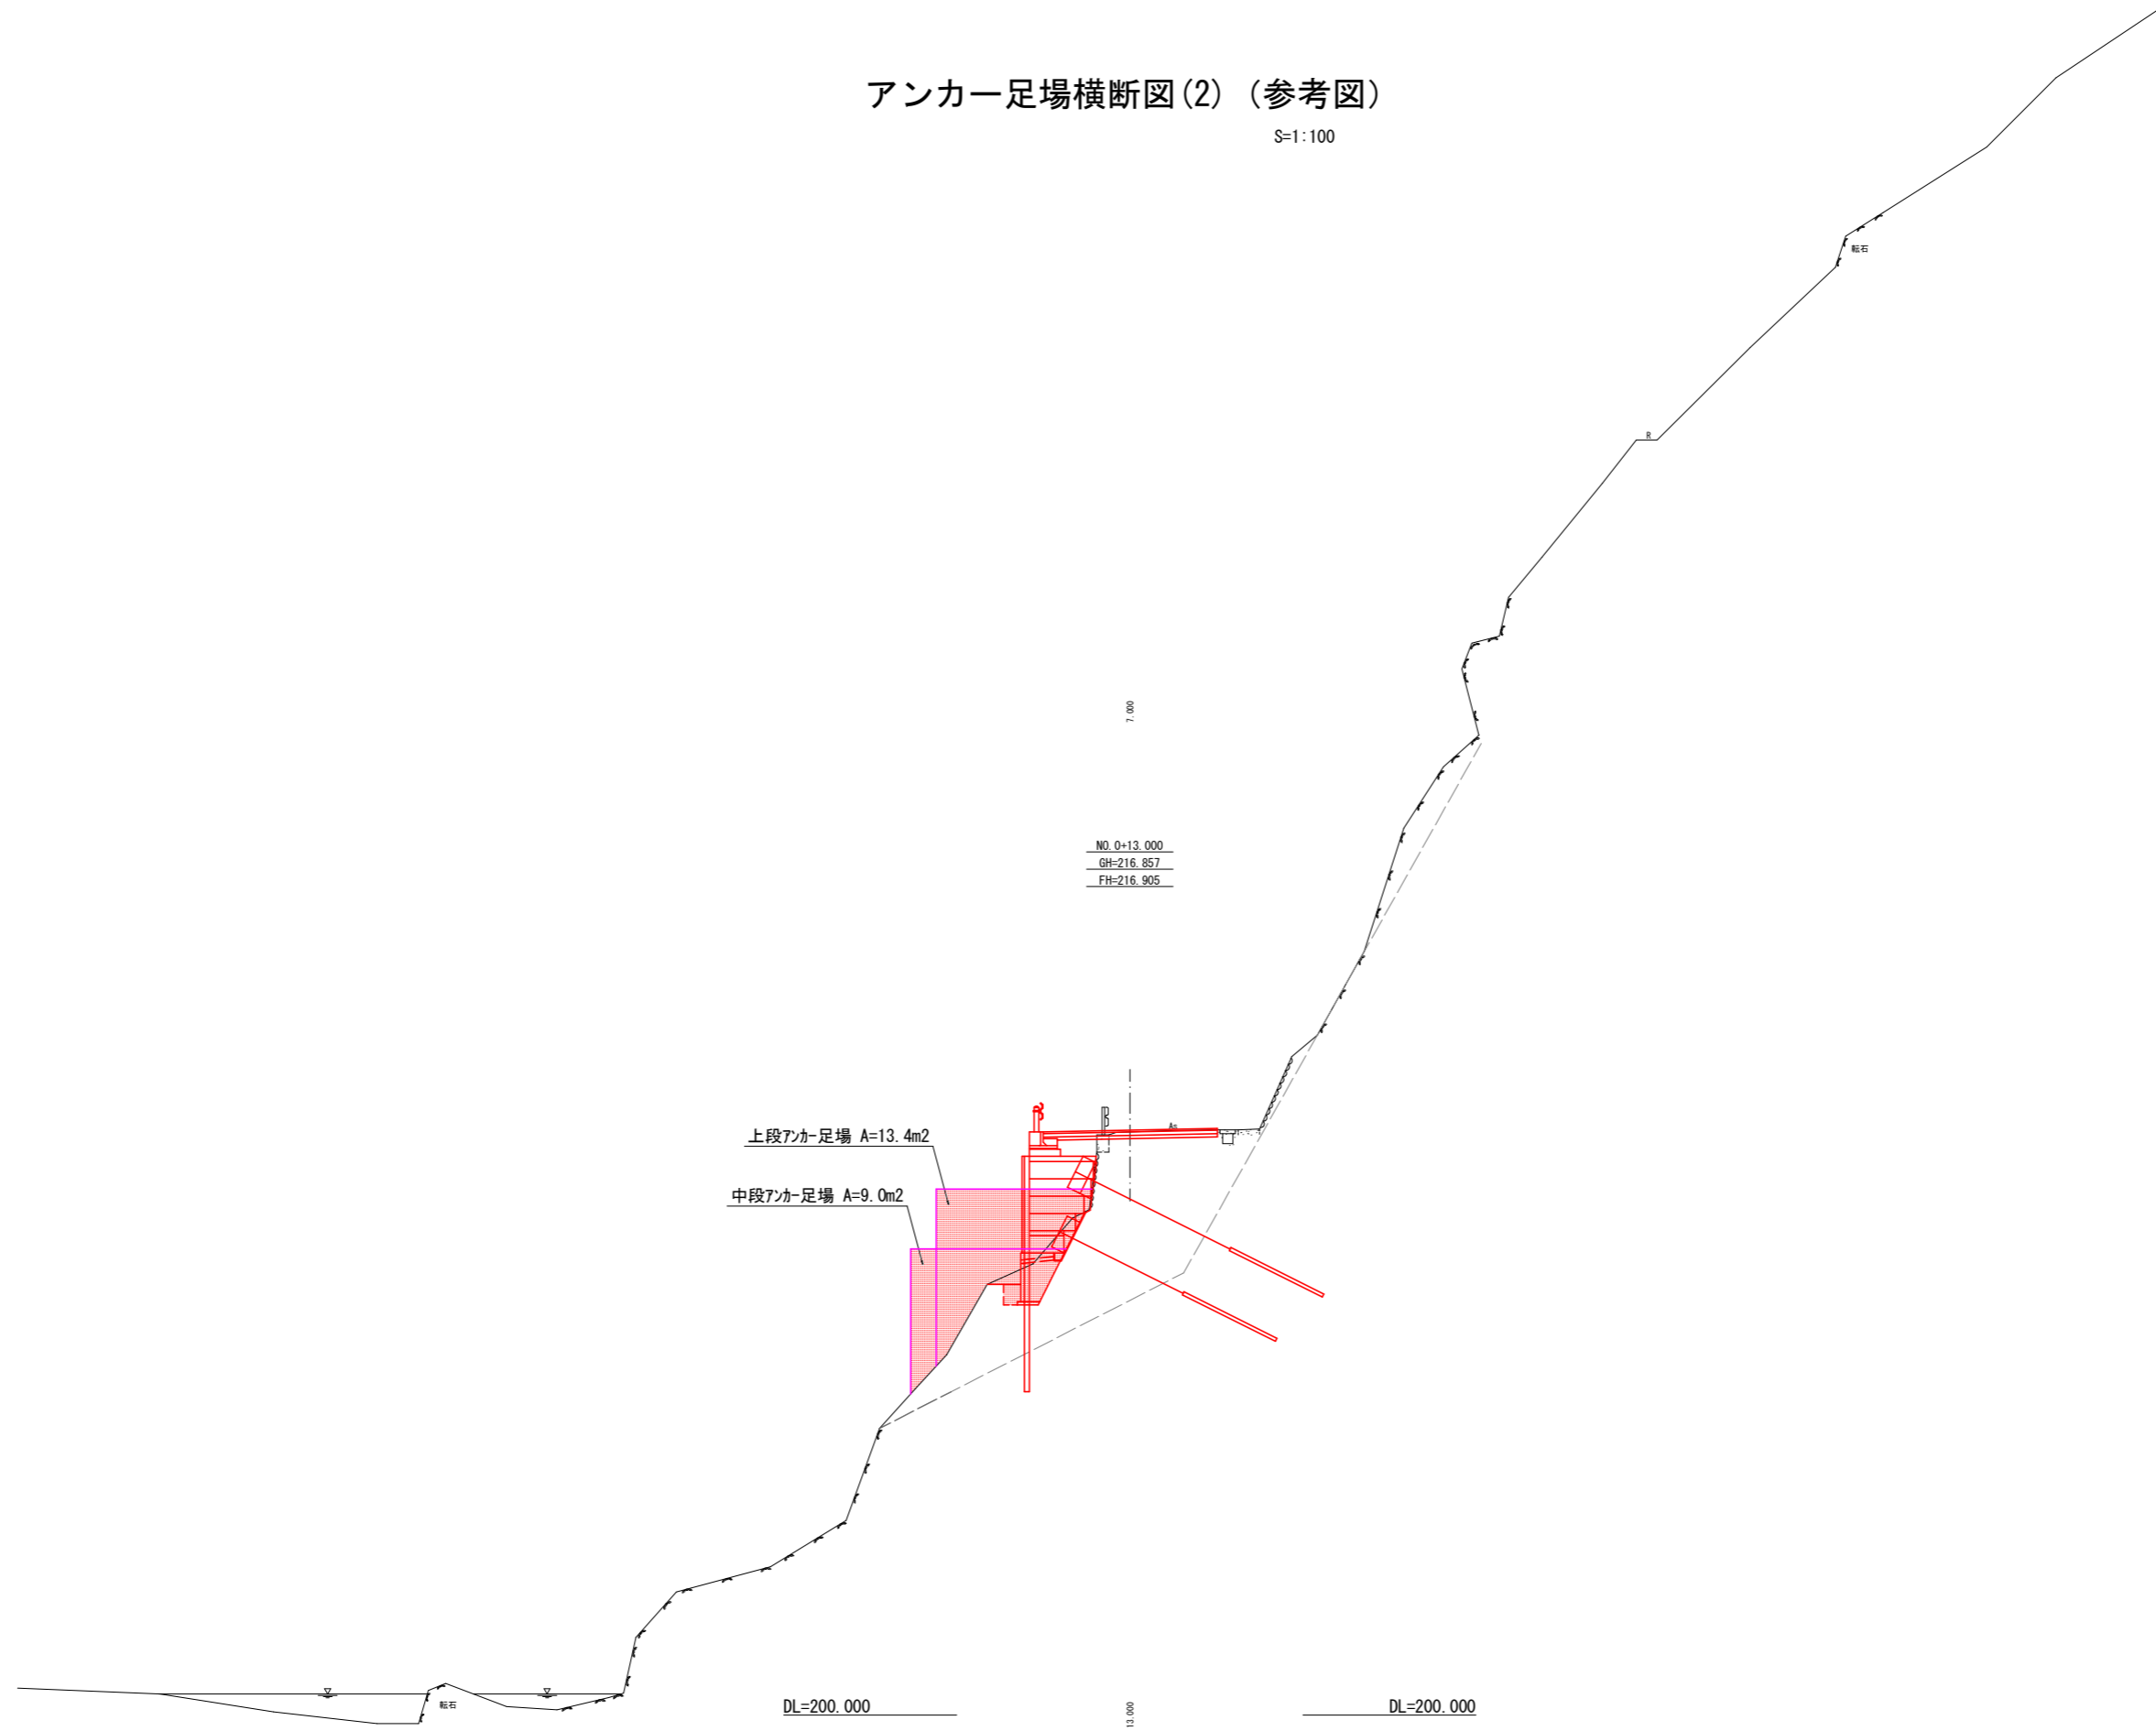 アンカー足場横断図(2)（参考図）
S=1:100
転石
R
7.000
NO.0+13.000
GH=216.857
FH=216.905
As
上段ｱﾝｶｰ足場 A=13.4m2
中段ｱﾝｶｰ足場 A=9.0m2
転石
DL=200.000
13.000
DL=200.000